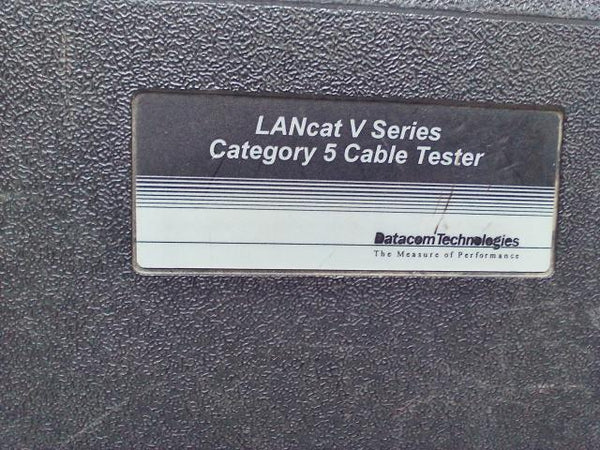 LANcat V Series
Category 5 Cable Tester
Datacom Technologies
The Measure of Performance